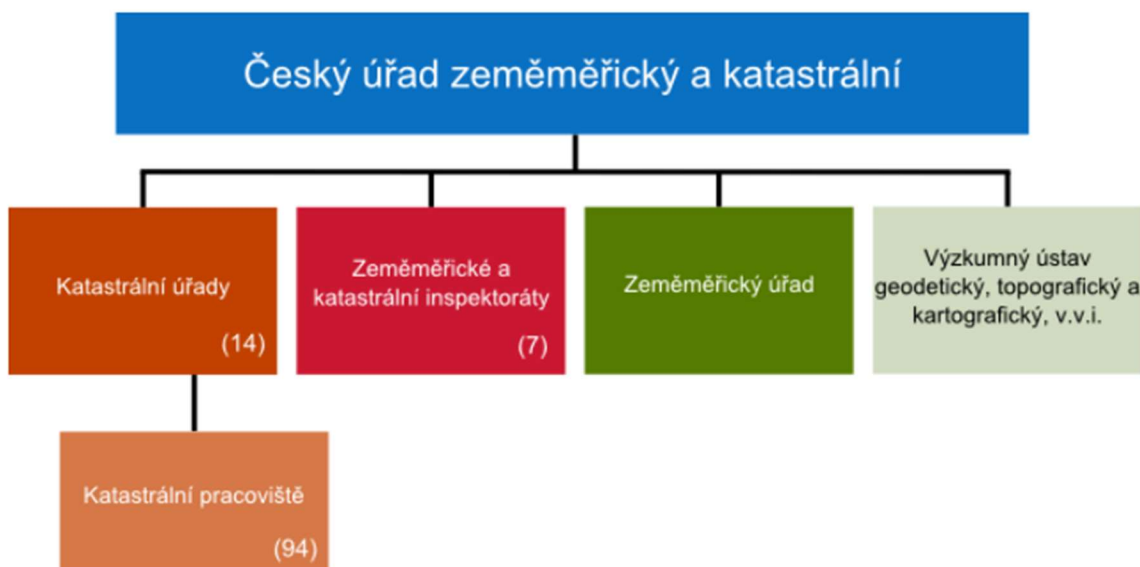 Český úřad zeměměřický a katastrální
Katastrální úřady
(14)
Zeměměřické a
katastrální inspektoráty
(7)
Zeměměřický úřad
Výzkumný ústav
geodetický, topografický a
kartografický, v.v.i.
Katastrální pracoviště
(94)